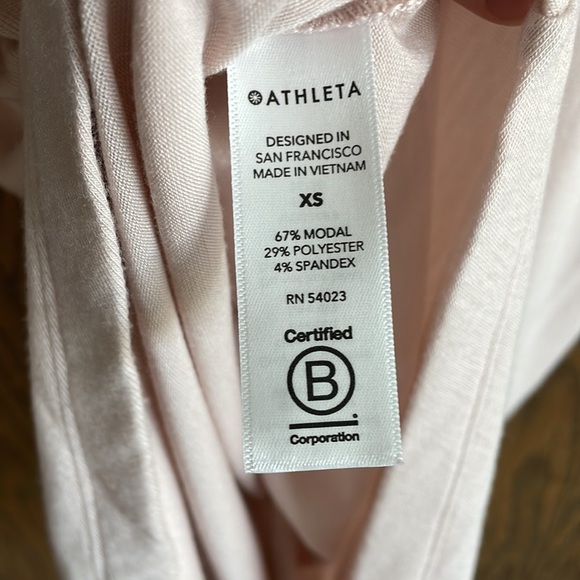 ATHLETA
DESIGNED IN
SAN FRANCISCO
MADE IN VIETNAM
XS
67% MODAL
29% POLYESTER
4% SPANDEX
RN 54023
Certified
B
Corporation